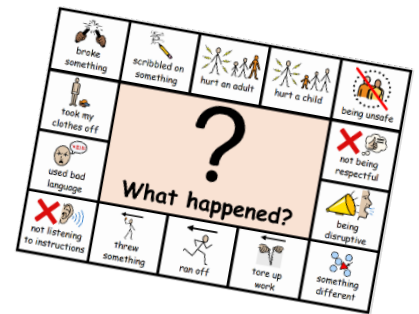 broke
something
scribbled on
something
hurt an adult
hurt a child
being unsafe
took my
clothes off
not being
respectful
used bad
language
?
What happened?
being
disruptive
not listening
to instructions
threw
something
ran off
tore up
work
something
different